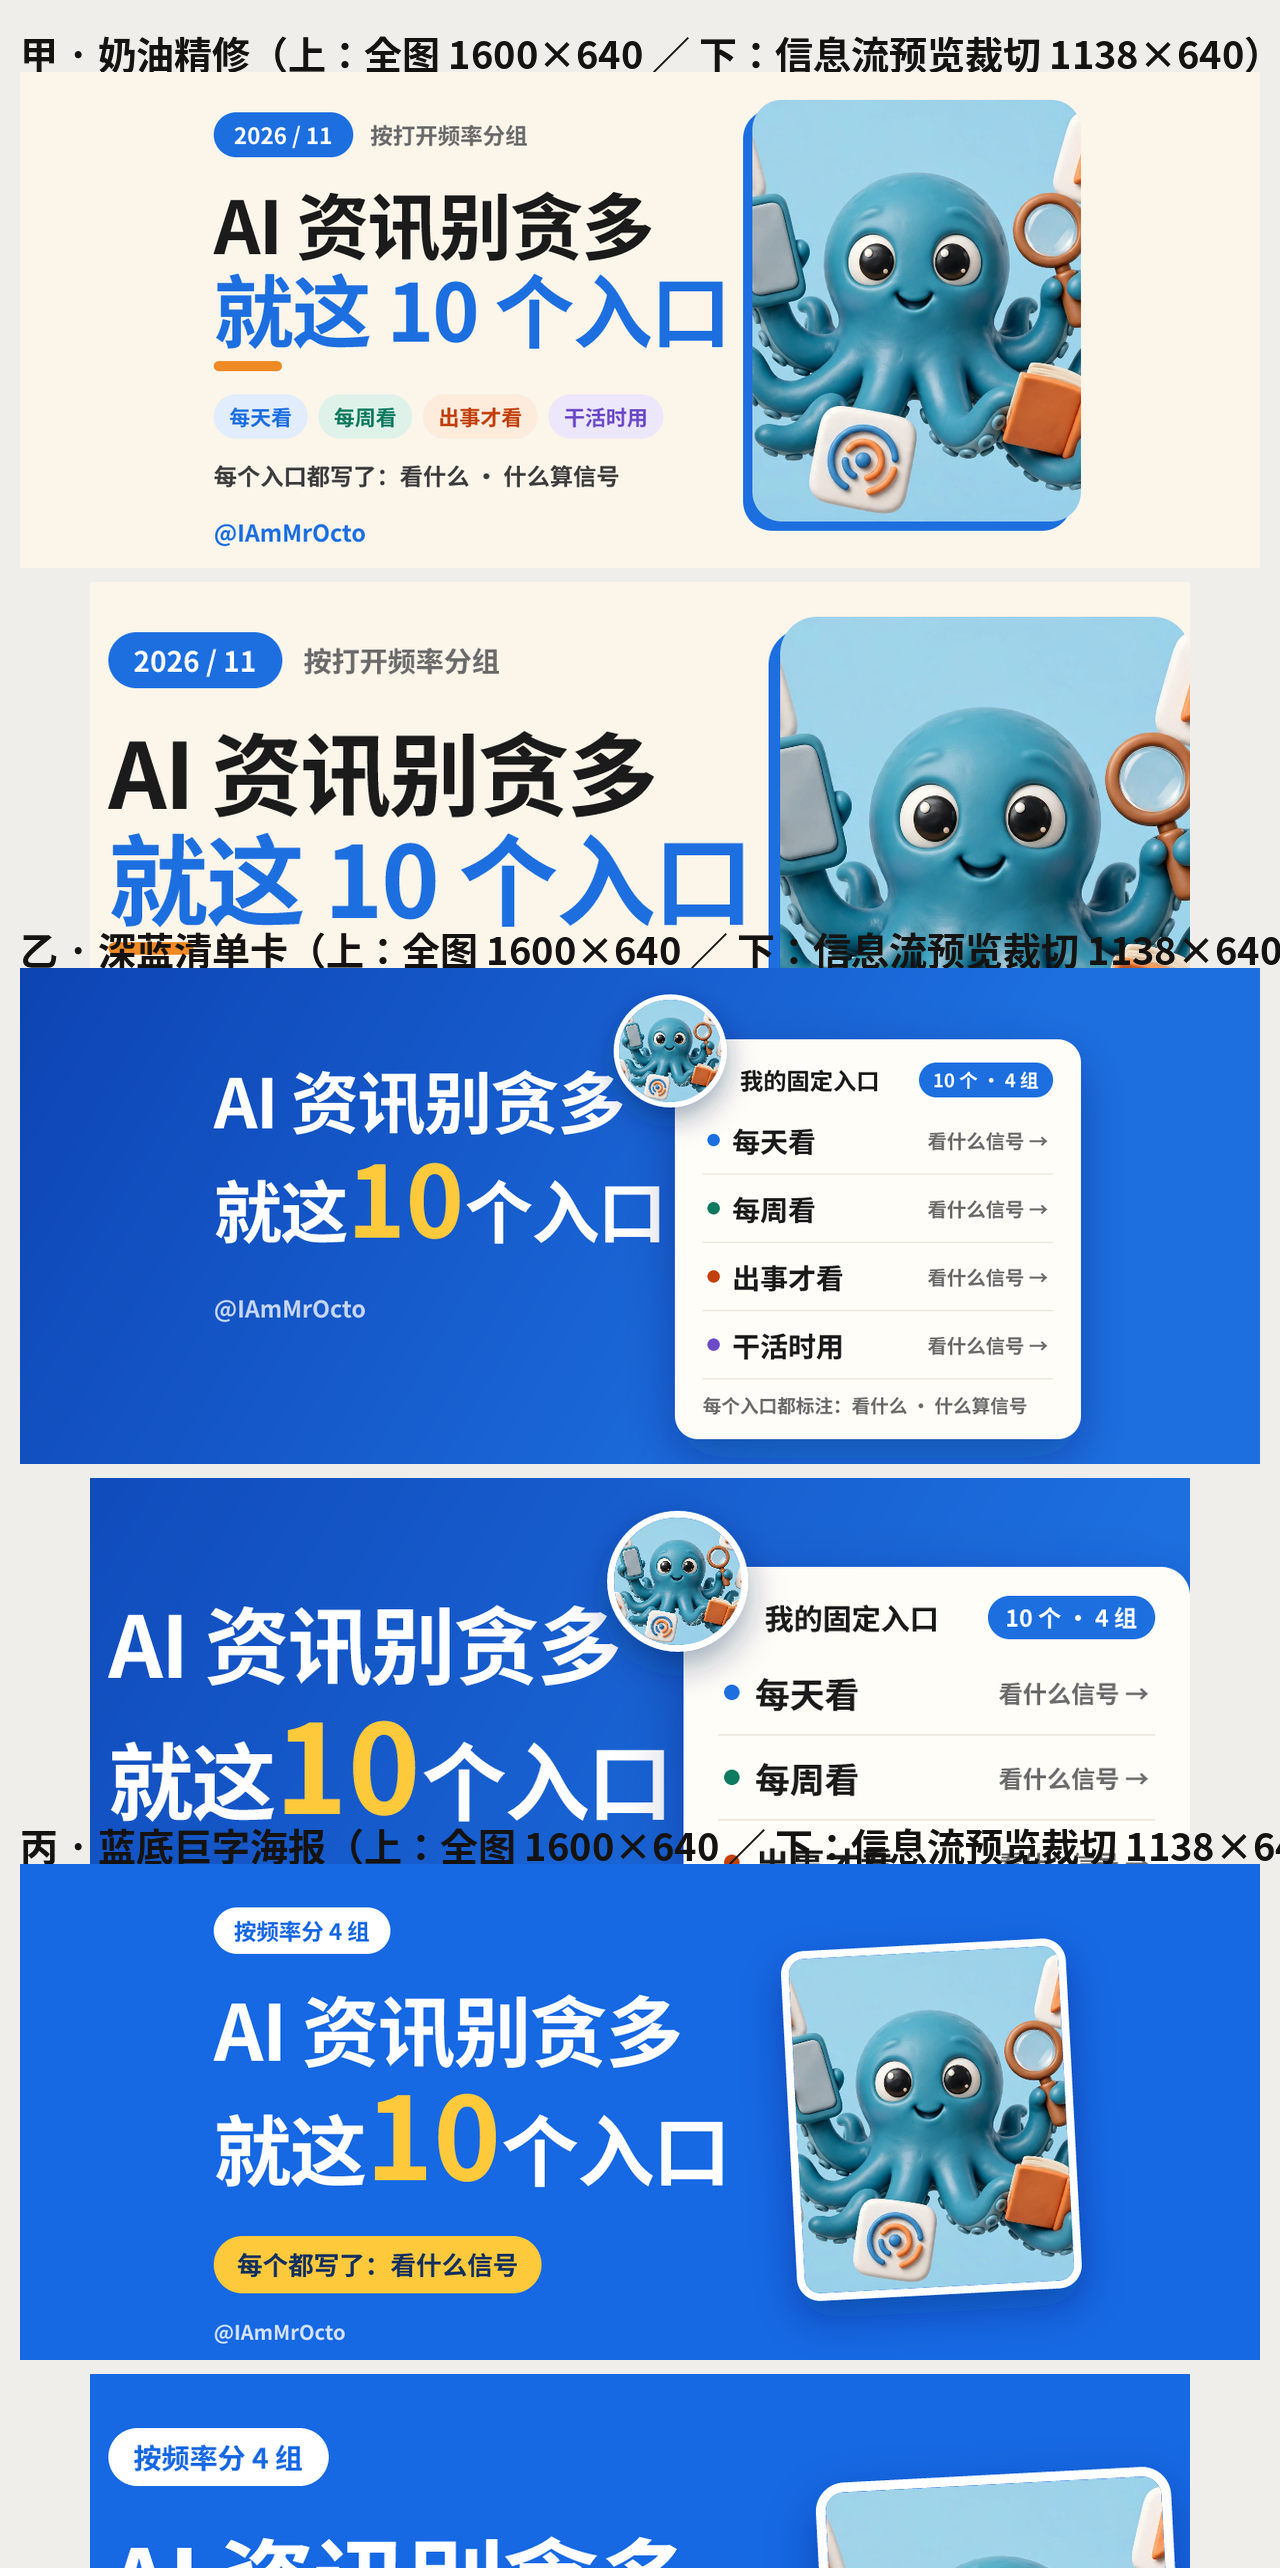 甲 · 奶油精修（上：全图 1600×640 ／ 下：信息流预览裁切 1138×640）
2026 / 11 按打开频率分组
AI 资讯别贪多
就这 10 个入口
每天看 每周看 出事才看 干活时用
每个入口都写了：看什么 · 什么算信号
@IAmMrOcto
2026 / 11 按打开频率分组
AI 资讯别贪多
就这 10 个入口
乙 · 深蓝清单卡（上：全图 1600×640 ／ 下：信息流预览裁切 1138×640
AI 资讯别贪多
就这10个入口
@IAmMrOcto
我的固定入口 10 个 · 4 组
每天看 看什么信号→
每周看 看什么信号→
出事才看 看什么信号→
干活时用 看什么信号→
每个入口都标注：看什么 · 什么算信号
AI 资讯别贪多
就这10个入口
我的固定入口 10 个 · 4 组
每天看 看什么信号→
每周看 看什么信号→
丙 · 蓝底巨字海报（上：全图 1600×640 ／ 下：信息流预览裁切 1138×64
按频率分 4 组
AI 资讯别贪多
就这10个入口
每个都写了：看什么信号
@IAmMrOcto
按频率分 4 组
AI 资讯别贪多